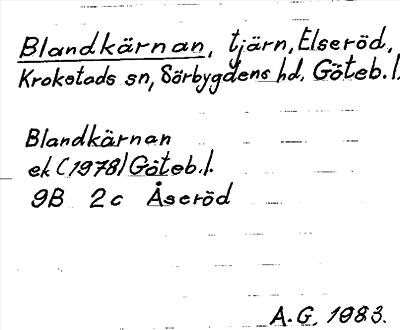 Blandkärnan, tjärn, Elseröd,
Krokstads sn, Sörbygdens hd, Göteb.l.
Blandkärnan
ek (1978) Göteb.l.
9B 2c Åseröd
A.G. 1983.